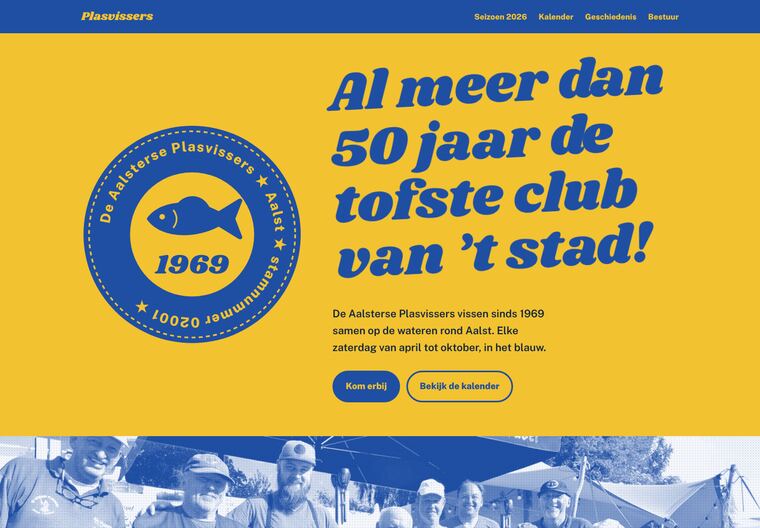 Plasvissers
Seizoen 2026 Kalender Geschiedenis Bestuur
De Aalsterse Plasvissers ★ Aalst ★ stamnummer 02001 ★
1969
Al meer dan
50 jaar de
tofste club
van ’t stad!
De Aalsterse Plasvissers vissen sinds 1969
samen op de wateren rond Aalst. Elke
zaterdag van april tot oktober, in het blauw.
Kom erbij
Bekijk de kalender